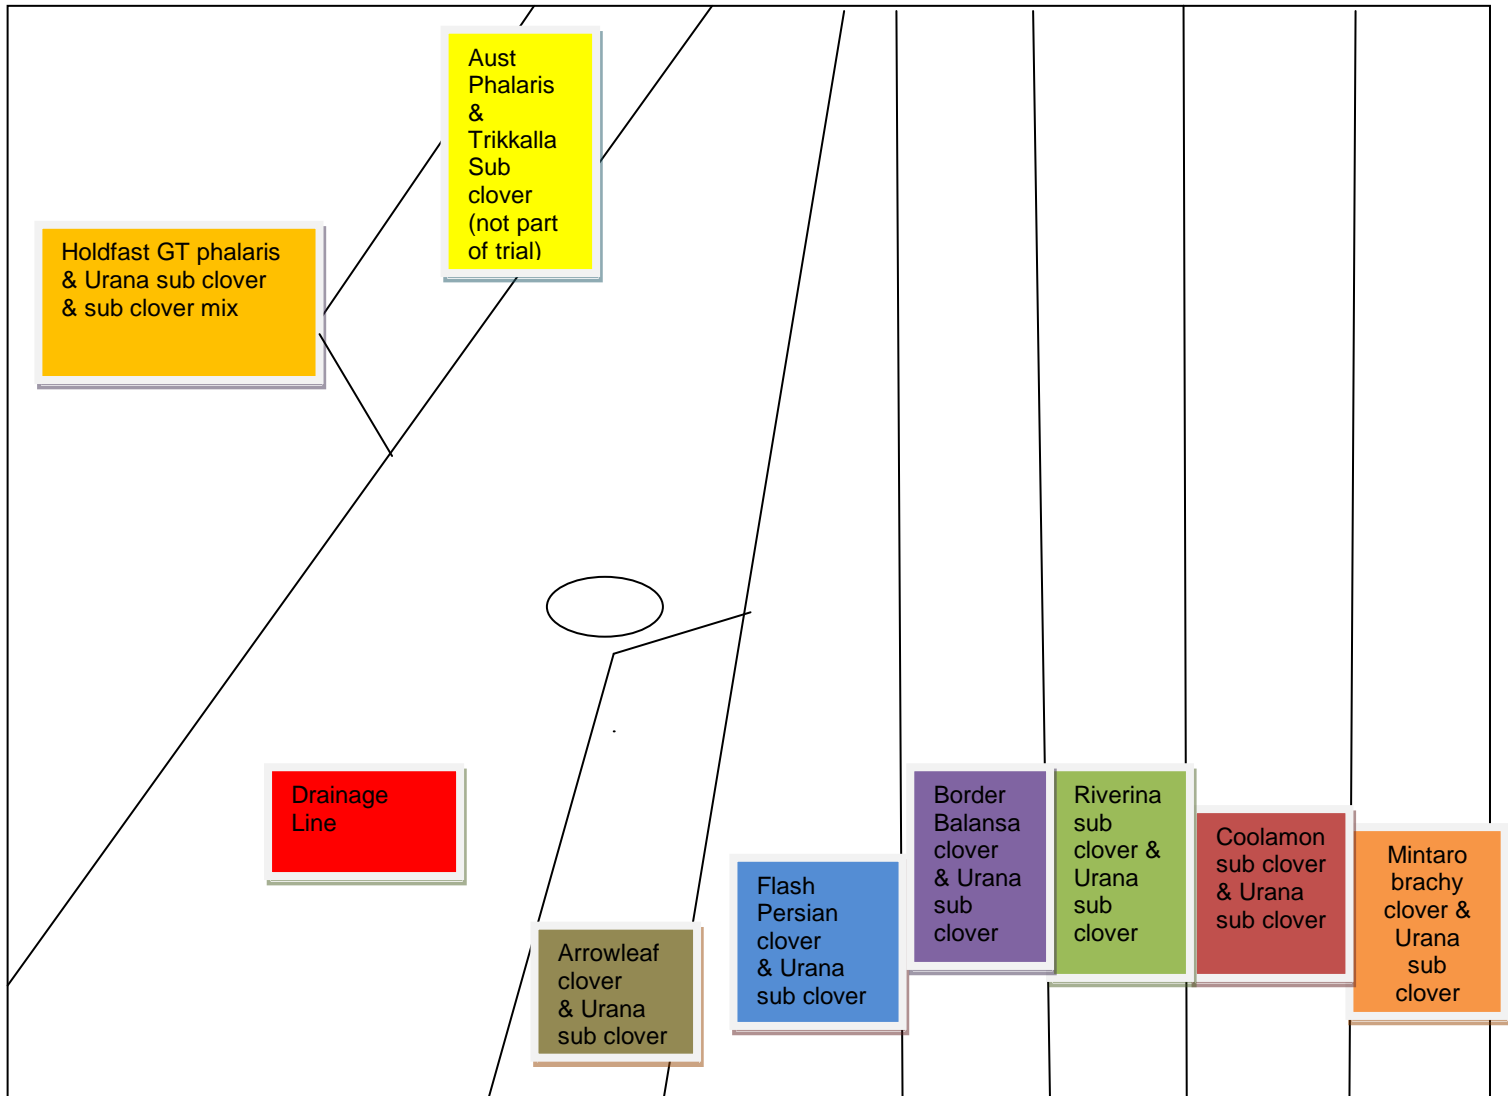 Aust
Phalaris
&
Trikkalla
Sub
clover
(not part
of trial)
Holdfast GT phalaris
& Urana sub clover
& sub clover mix
Drainage
Line
Arrowleaf
clover
& Urana
sub clover
Flash
Persian
clover
& Urana
sub clover
Border
Balansa
clover
& Urana
sub
clover
Riverina
sub
clover &
Urana
sub
clover
Coolamon
sub clover
& Urana
sub clover
Mintaro
brachy
clover &
Urana
sub
clover